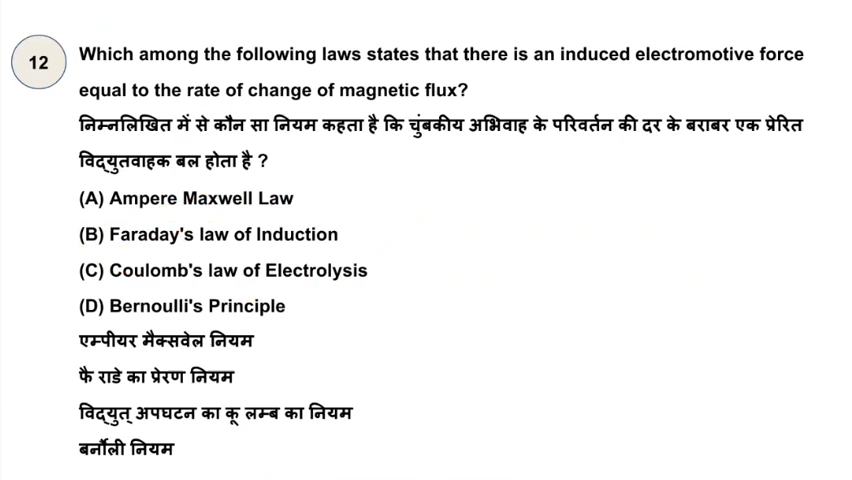 12
Which among the following laws states that there is an induced electromotive force
equal to the rate of change of magnetic flux?
निम्नलिखित में से कौन सा नियम कहता है कि चुंबकीय अभिवाह के परिवर्तन की दर के बराबर एक प्रेरित
विद्युतवाहक बल होता है ?
(A) Ampere Maxwell Law
(B) Faraday's law of Induction
(C) Coulomb's law of Electrolysis
(D) Bernoulli's Principle
एम्पीयर मैक्सवेल नियम
फै राडे का प्रेरण नियम
विद्युत् अपघटन का कू लम्ब का नियम
बर्नौली नियम